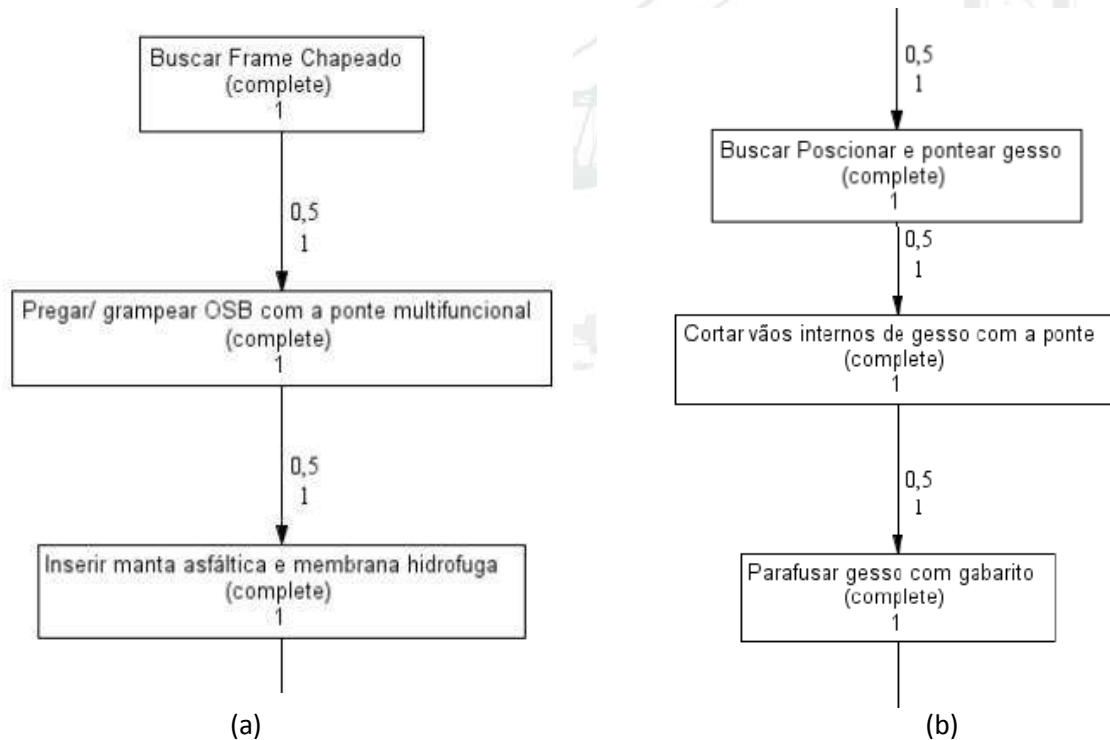 Buscar Frame Chapeado
(complete)
1
0,5
1
Pregar/ grampear OSB com a ponte multifuncional
(complete)
1
0,5
1
Inserir manta asfáltica e membrana hidrofuga
(complete)
1
(a)
0,5
1
Buscar Poscionar e pontear gesso
(complete)
1
0,5
1
Cortar vãos internos de gesso com a ponte
(complete)
1
0,5
1
Parafusar gesso com gabarito
(complete)
1
(b)